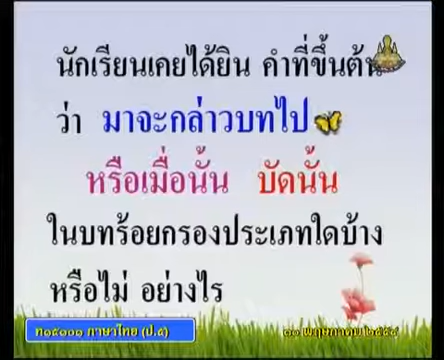 นักเรียนเคยได้ยิน คำที่ขึ้นต้น
ว่า มาจะกล่าวบทไป
หรือเมื่อนั้น บัดนั้น
ในบทร้อยกรองประเภทใดบ้าง
หรือไม่ อย่างไร
ท๑๕๑๐๑ ภาษาไทย (ป.๕)
๑๑ พฤษภาคม ๒๕๕๔